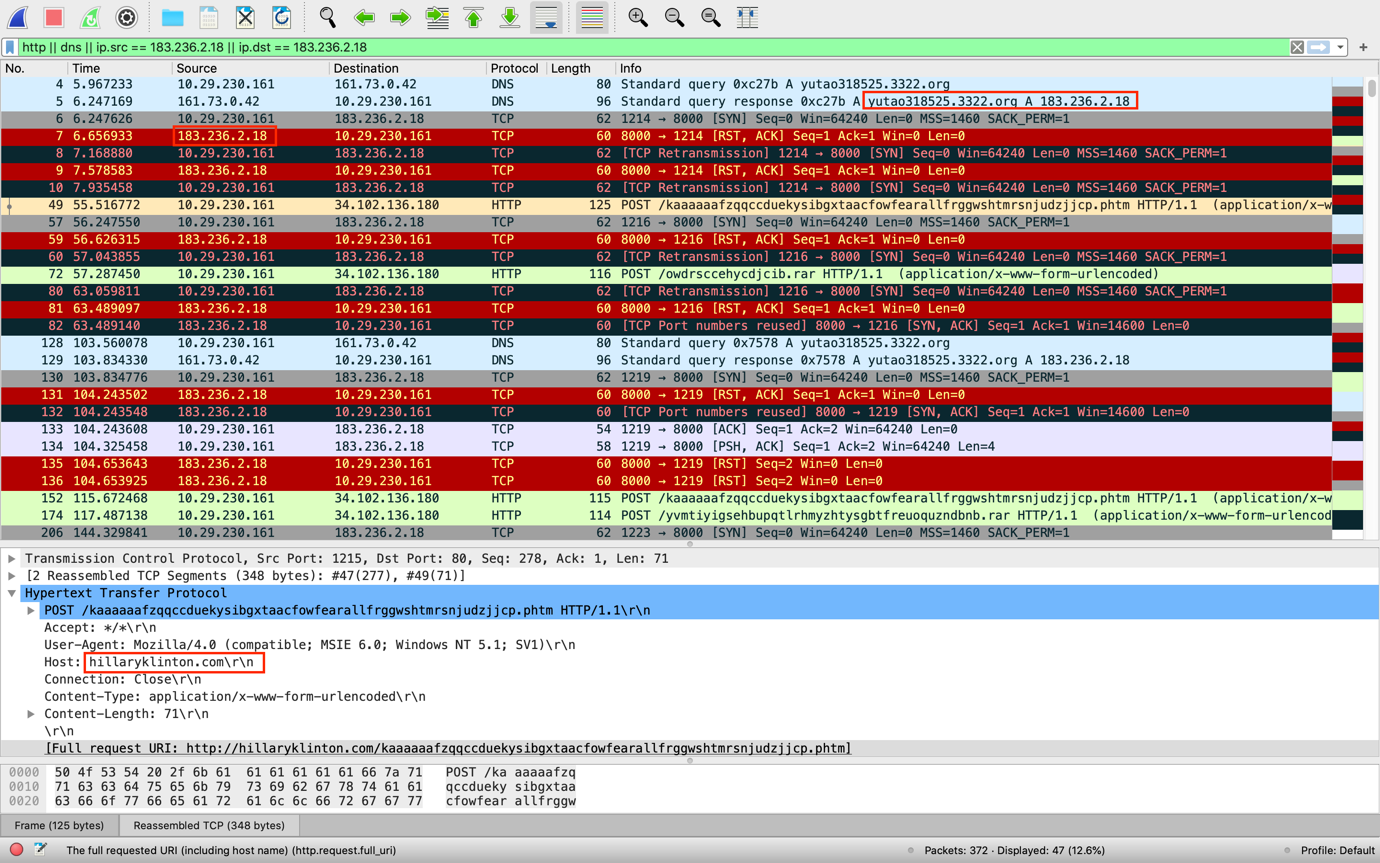 http || dns || ip.src == 183.236.2.18 || ip.dst == 183.236.2.18
No. Time Source Destination Protocol Length Info
4 5.967233 10.29.230.161 161.73.0.42 DNS 80 Standard query 0xc27b A yutao318525.3322.org
5 6.247169 161.73.0.42 10.29.230.161 DNS 96 Standard query response 0xc27b A yutao318525.3322.org A 183.236.2.18
6 6.247626 10.29.230.161 183.236.2.18 TCP 62 1214 → 8000 [SYN] Seq=0 Win=64240 Len=0 MSS=1460 SACK_PERM=1
7 6.656933 183.236.2.18 10.29.230.161 TCP 60 8000 → 1214 [RST, ACK] Seq=1 Ack=1 Win=0 Len=0
8 7.168880 10.29.230.161 183.236.2.18 TCP 62 [TCP Retransmission] 1214 → 8000 [SYN] Seq=0 Win=64240 Len=0 MSS=1460 SACK_PERM=1
9 7.578583 183.236.2.18 10.29.230.161 TCP 60 8000 → 1214 [RST, ACK] Seq=1 Ack=1 Win=0 Len=0
10 7.935458 10.29.230.161 183.236.2.18 TCP 62 [TCP Retransmission] 1214 → 8000 [SYN] Seq=0 Win=64240 Len=0 MSS=1460 SACK_PERM=1
49 55.516772 10.29.230.161 34.102.136.180 HTTP 125 POST /kaaaaaafzqqccduekysibgxtaacfowfearallfrggwshtmrsnjudzjjcp.phtm HTTP/1.1 (application/x-w
57 56.247550 10.29.230.161 183.236.2.18 TCP 62 1216 → 8000 [SYN] Seq=0 Win=64240 Len=0 MSS=1460 SACK_PERM=1
59 56.626315 183.236.2.18 10.29.230.161 TCP 60 8000 → 1216 [RST, ACK] Seq=1 Ack=1 Win=0 Len=0
60 57.043855 10.29.230.161 183.236.2.18 TCP 62 [TCP Retransmission] 1216 → 8000 [SYN] Seq=0 Win=64240 Len=0 MSS=1460 SACK_PERM=1
72 57.287450 10.29.230.161 34.102.136.180 HTTP 116 POST /owdrsccehycdjcib.rar HTTP/1.1 (application/x-www-form-urlencoded)
80 63.059811 10.29.230.161 183.236.2.18 TCP 62 [TCP Retransmission] 1216 → 8000 [SYN] Seq=0 Win=64240 Len=0 MSS=1460 SACK_PERM=1
81 63.489097 183.236.2.18 10.29.230.161 TCP 60 8000 → 1216 [RST, ACK] Seq=1 Ack=1 Win=0 Len=0
82 63.489140 183.236.2.18 10.29.230.161 TCP 60 [TCP Port numbers reused] 8000 → 1216 [SYN, ACK] Seq=1 Ack=1 Win=14600 Len=0
128 103.560078 10.29.230.161 161.73.0.42 DNS 80 Standard query 0x7578 A yutao318525.3322.org
129 103.834330 161.73.0.42 10.29.230.161 DNS 96 Standard query response 0x7578 A yutao318525.3322.org A 183.236.2.18
130 103.834776 10.29.230.161 183.236.2.18 TCP 62 1219 → 8000 [SYN] Seq=0 Win=64240 Len=0 MSS=1460 SACK_PERM=1
131 104.243502 183.236.2.18 10.29.230.161 TCP 60 8000 → 1219 [RST, ACK] Seq=1 Ack=1 Win=0 Len=0
132 104.243548 183.236.2.18 10.29.230.161 TCP 60 [TCP Port numbers reused] 8000 → 1219 [SYN, ACK] Seq=1 Ack=1 Win=14600 Len=0
133 104.243608 10.29.230.161 183.236.2.18 TCP 54 1219 → 8000 [ACK] Seq=1 Ack=2 Win=64240 Len=0
134 104.325458 10.29.230.161 183.236.2.18 TCP 58 1219 → 8000 [PSH, ACK] Seq=1 Ack=2 Win=64240 Len=4
135 104.653643 183.236.2.18 10.29.230.161 TCP 60 8000 → 1219 [RST] Seq=2 Win=0 Len=0
136 104.653925 183.236.2.18 10.29.230.161 TCP 60 8000 → 1219 [RST] Seq=2 Win=0 Len=0
152 115.672468 10.29.230.161 34.102.136.180 HTTP 115 POST /kaaaaaafzqqccduekysibgxtaacfowfearallfrggwshtmrsnjudzjjcp.phtm HTTP/1.1 (application/x-w
174 117.487138 10.29.230.161 34.102.136.180 HTTP 114 POST /yvmtiyigsehbupqtlrhmyzhtysgbtfreuoquzndbnb.rar HTTP/1.1 (application/x-www-form-urlencod
206 144.329841 10.29.230.161 183.236.2.18 TCP 62 1223 → 8000 [SYN] Seq=0 Win=64240 Len=0 MSS=1460 SACK_PERM=1
Transmission Control Protocol, Src Port: 1215, Dst Port: 80, Seq: 278, Ack: 1, Len: 71
[2 Reassembled TCP Segments (348 bytes): #47(277), #49(71)]
Hypertext Transfer Protocol
POST /kaaaaaafzqqccduekysibgxtaacfowfearallfrggwshtmrsnjudzjjcp.phtm HTTP/1.1\r\n
Accept: */*\r\n
User-Agent: Mozilla/4.0 (compatible; MSIE 6.0; Windows NT 5.1; SV1)\r\n
Host: hillaryklinton.com\r\n
Connection: Close\r\n
Content-Type: application/x-www-form-urlencoded\r\n
Content-Length: 71\r\n
\r\n
[Full request URI: http://hillaryklinton.com/kaaaaaafzqqccduekysibgxtaacfowfearallfrggwshtmrsnjudzjjcp.phtm]
0000 50 4f 53 54 20 2f 6b 61 61 61 61 61 61 66 7a 71 POST /ka aaaaafzq
0010 71 63 63 64 75 65 6b 79 73 69 62 67 78 74 61 61 qccdueky sibgxtaa
0020 63 66 6f 77 66 65 61 72 61 6c 6c 66 72 67 67 77 cfowfear allfrggw
Frame (125 bytes) Reassembled TCP (348 bytes)
The full requested URI (including host name) (http.request.full_uri) Packets: 372 · Displayed: 47 (12.6%) Profile: Default